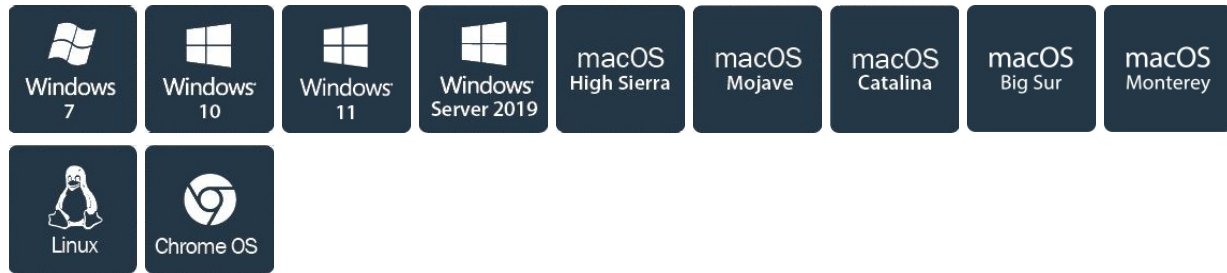 Windows
7
Windows
10
Windows
11
Windows
Server 2019
macOS
High Sierra
macOS
Mojave
macOS
Catalina
macOS
Big Sur
macOS
Monterey
Linux
Chrome OS